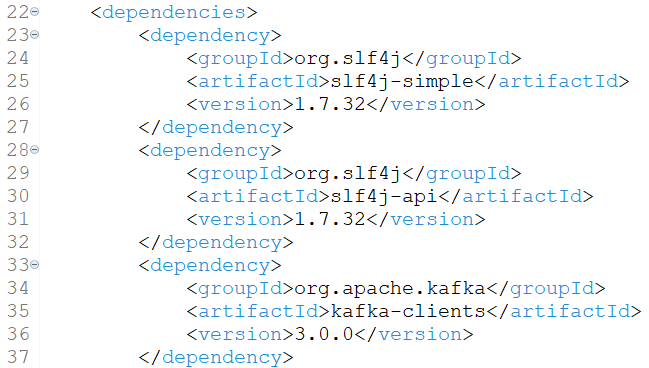 22 <dependencies>
23 <dependency>
24 <groupId>org.slf4j</groupId>
25 <artifactId>slf4j-simple</artifactId>
26 <version>1.7.32</version>
27 </dependency>
28 <dependency>
29 <groupId>org.slf4j</groupId>
30 <artifactId>slf4j-api</artifactId>
31 <version>1.7.32</version>
32 </dependency>
33 <dependency>
34 <groupId>org.apache.kafka</groupId>
35 <artifactId>kafka-clients</artifactId>
36 <version>3.0.0</version>
37 </dependency>